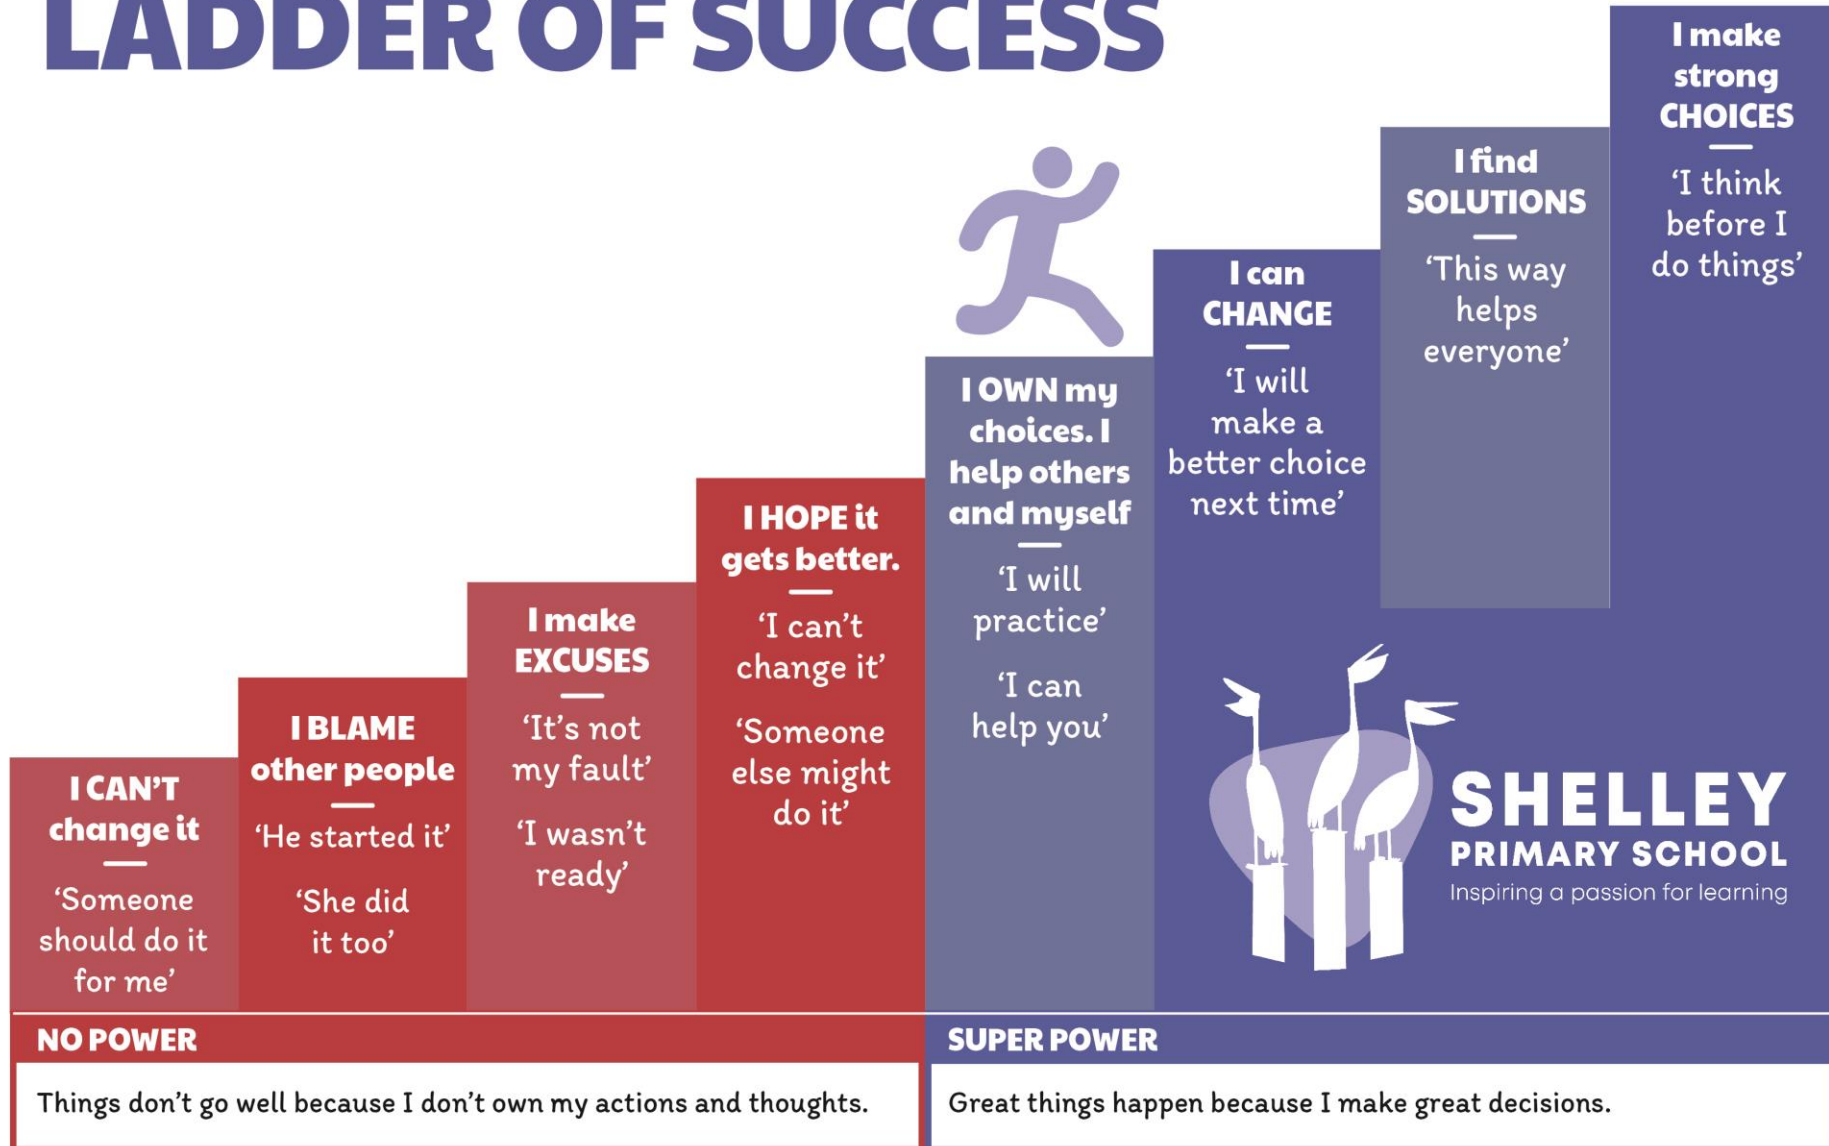 LADDER OF SUCCESS
I CAN'T
change it
‘Someone
should do it
for me’
I BLAME
other people
‘He started it’
‘She did
it too’
I make
EXCUSES
‘It’s not
my fault’
‘I wasn’t
ready’
I HOPE it
gets better.
‘I can’t
change it’
‘Someone
else might
do it’
I OWN my
choices. I
help others
and myself
‘I will
practice’
‘I can
help you’
I can
CHANGE
‘I will
make a
better choice
next time’
I find
SOLUTIONS
‘This way
helps
everyone’
I make
strong
CHOICES
‘I think
before I
do things’
SHELLEY
PRIMARY SCHOOL
Inspiring a passion for learning
NO POWER
Things don’t go well because I don’t own my actions and thoughts.
SUPER POWER
Great things happen because I make great decisions.